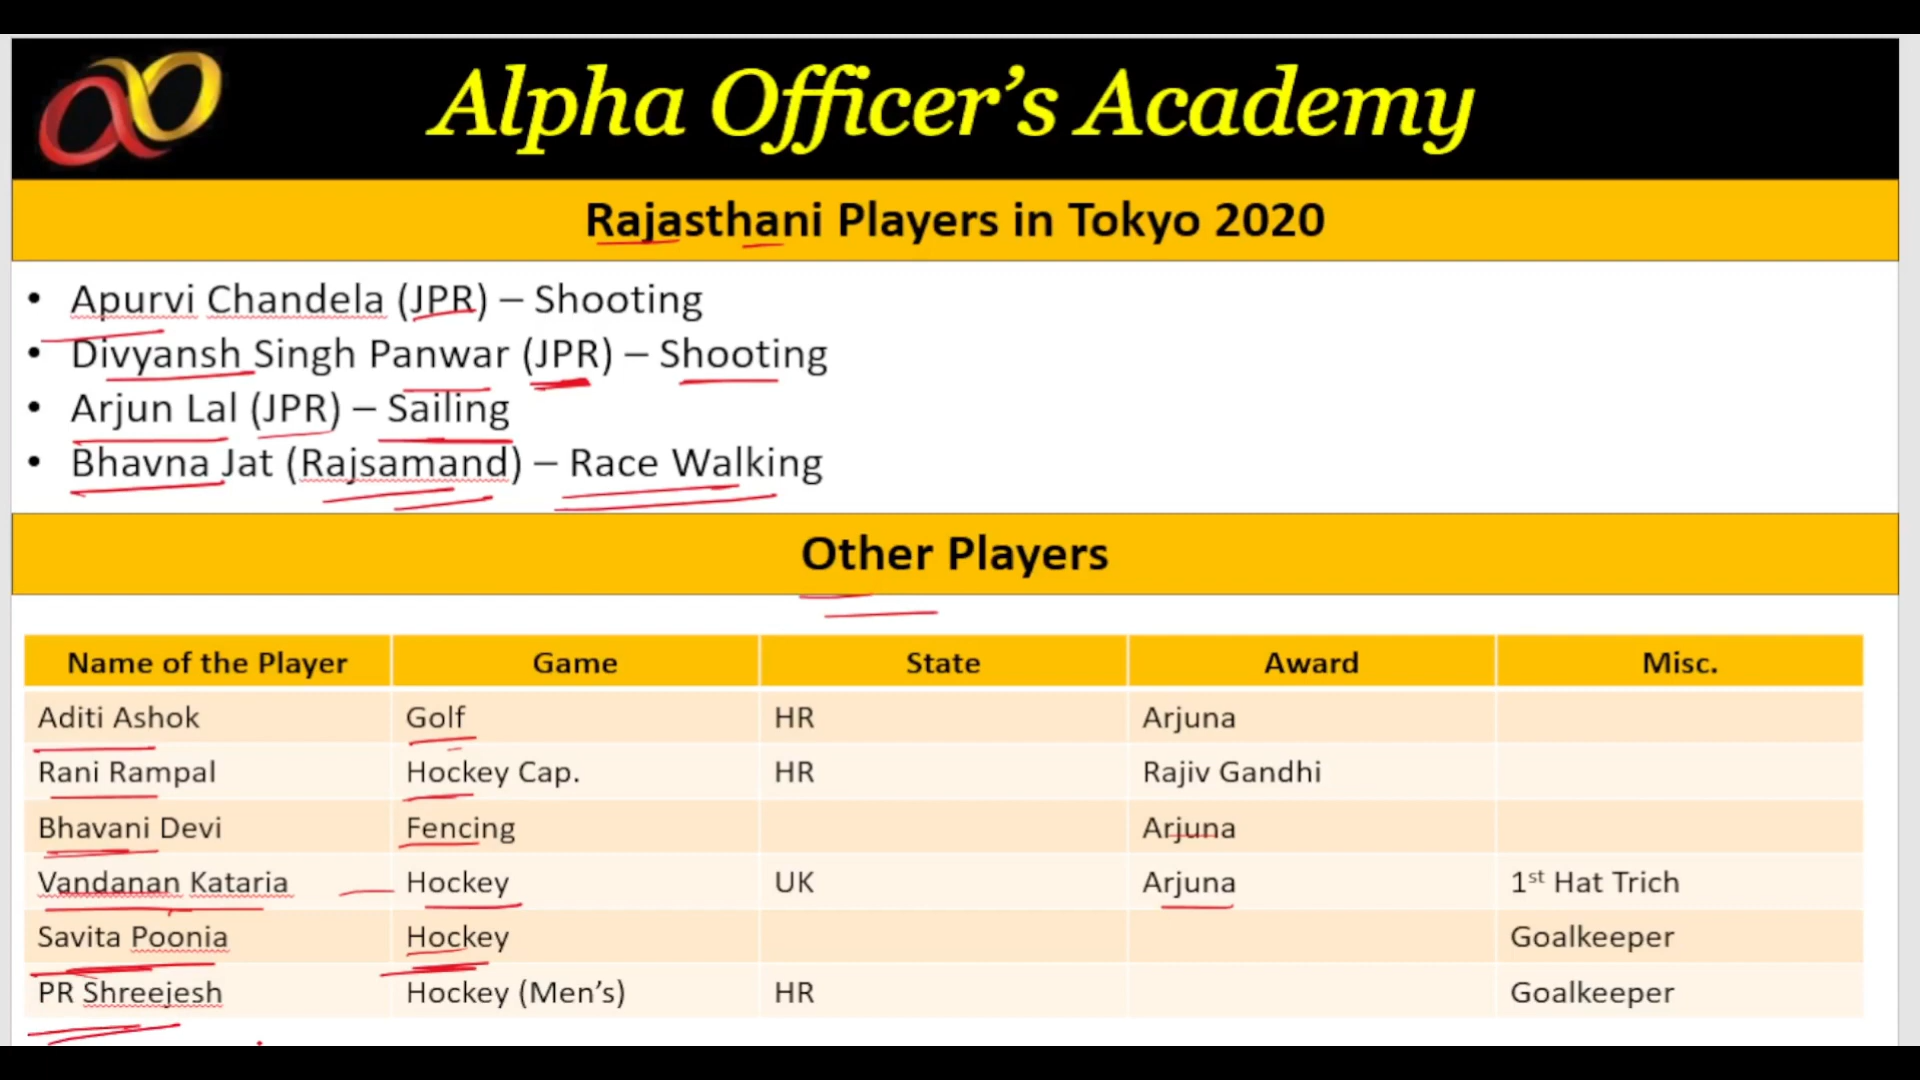 Alpha Officer's Academy
Rajasthani Players in Tokyo 2020
• Apurvi Chandela (JPR) – Shooting
• Divyansh Singh Panwar (JPR) – Shooting
• Arjun Lal (JPR) – Sailing
• Bhavna Jat (Rajsamand) – Race Walking
Other Players
Name of the Player Game State Award Misc.
Aditi Ashok Golf HR Arjuna
Rani Rampal Hockey Cap. HR Rajiv Gandhi
Bhavani Devi Fencing Arjuna
Vandanan Kataria Hockey UK Arjuna 1st Hat Trich
Savita Poonia Hockey Goalkeeper
PR Shreejesh Hockey (Men's) HR Goalkeeper